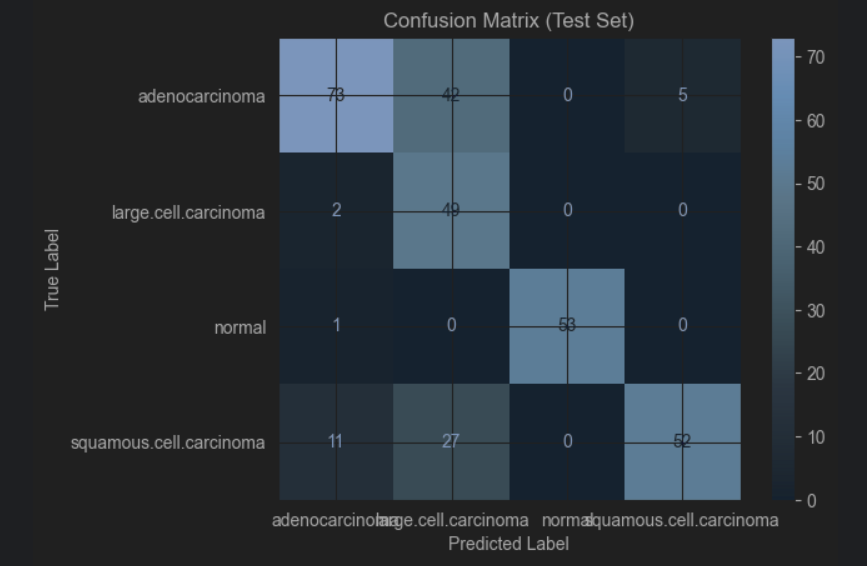 Confusion Matrix (Test Set)
70
adenocarcinoma 73 42 0 5
60
50
large.cell.carcinoma 2 49 0 0
40
True Label
30
normal 1 0 53 0
20
squamous.cell.carcinoma 11 27 0 52
10
0
adenocarcinoma large.cell.carcinoma normal squamous.cell.carcinoma
Predicted Label